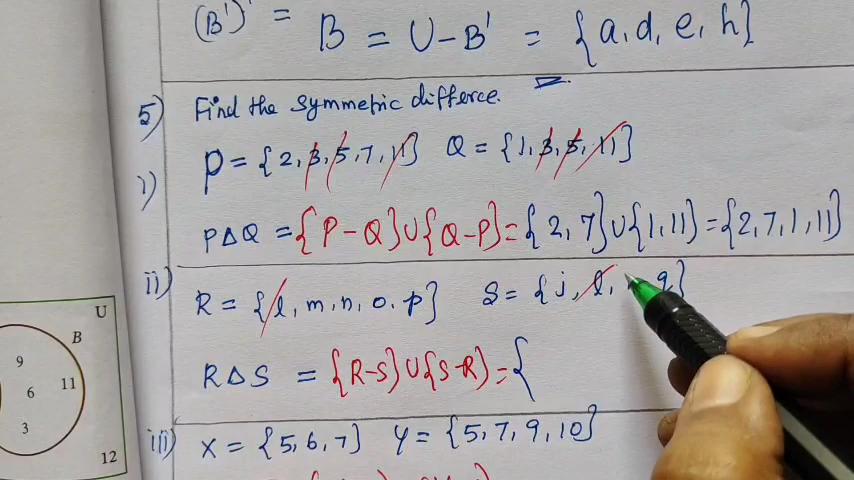 (B')' =
B = U-B' = {a, d, e, h}
5) Find the symmetric differce.
i) P = {2, 3, 5, 7, 11} Q = {1, 3, 5, 11}
P∆Q = {P-Q}∪{Q-P} = {2, 7}∪{1, 11} = {2, 7, 1, 11}
ii) R = {l, m, n, o, p} S = {j, l, q}
R∆S = {R-S}∪{S-R} = {
iii) X = {5, 6, 7} Y = {5, 7, 9, 10}
U
B
9
6 11
3
12